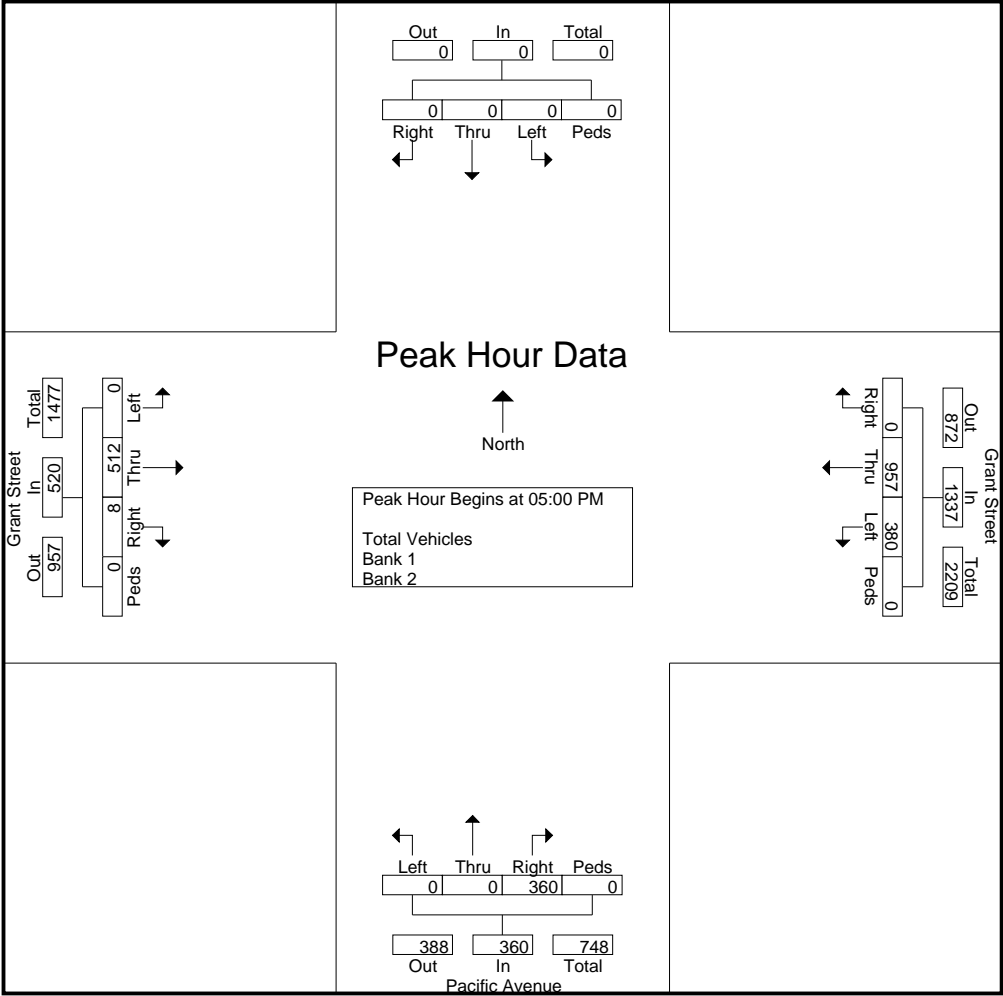 Out In Total
0 0 0
0 0 0 0
Right Thru Left Peds
Peak Hour Data
North
Peak Hour Begins at 05:00 PM
Total Vehicles
Bank 1
Bank 2
Grant Street
Total In Out
1477 520 957
0 512 8 0
Left Thru Right Peds
Grant Street
Out In Total
872 1337 2209
0 957 380 0
Right Thru Left Peds
Left Thru Right Peds
0 0 360 0
388 360 748
Out In Total
Pacific Avenue